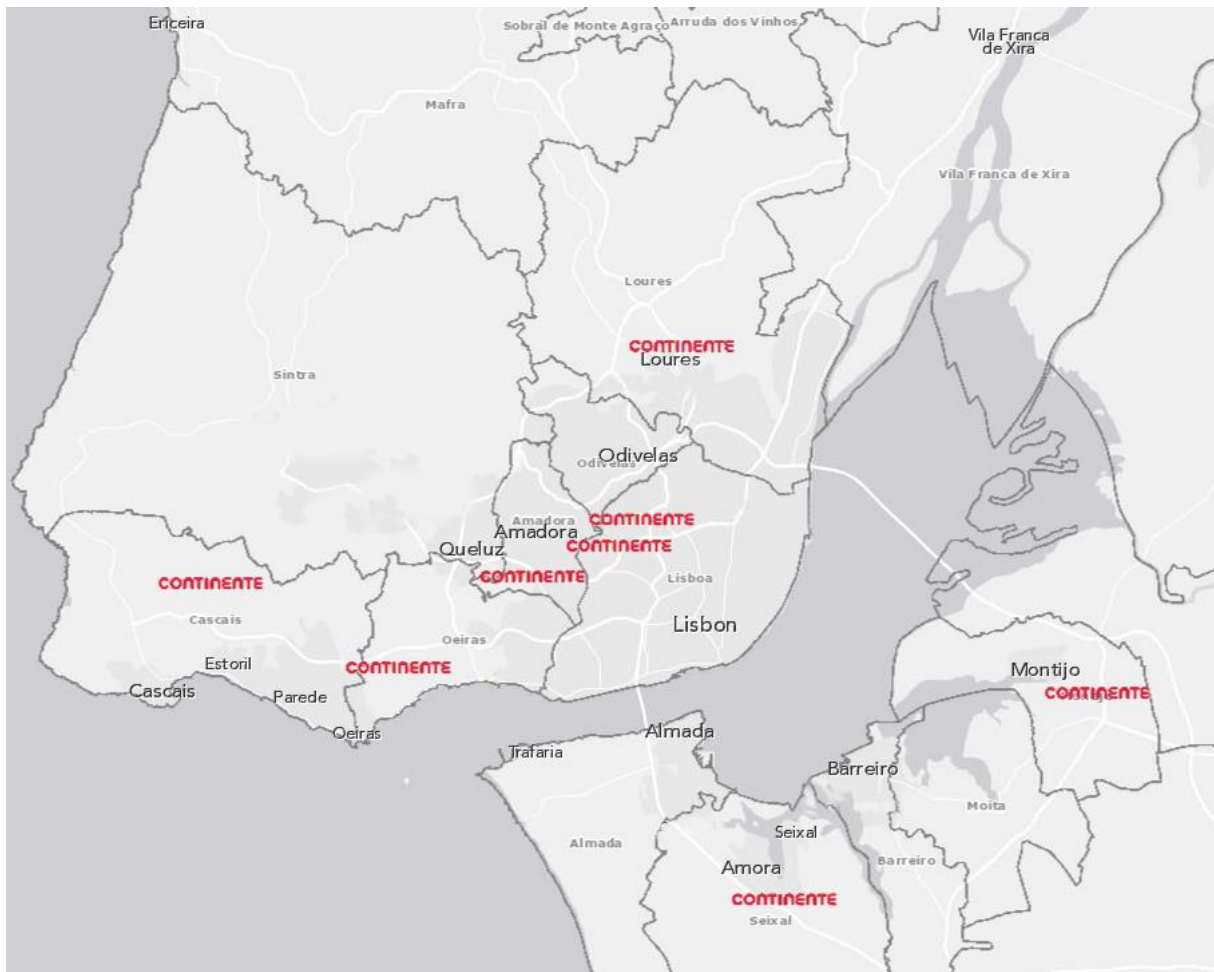 Ericeira
Sobral de Monte Agraço
Arruda dos Vinhos
Vila Franca
de Xira
Mafra
Vila Franca de Xira
Loures
CONTINENTE
Loures
Sintra
Odivelas
Odivelas
CONTINENTE
Amadora
Amadora
CONTINENTE
Queluz
CONTINENTE
Lisboa
CONTINENTE
Cascais
Lisbon
Oeiras
Estoril
CONTINENTE
Montijo
CONTINENTE
Cascais
Parede
Oeiras
Almada
Trafaria
Barreiro
Moita
Seixal
Almada
Barreiro
Amora
CONTINENTE
Seixal